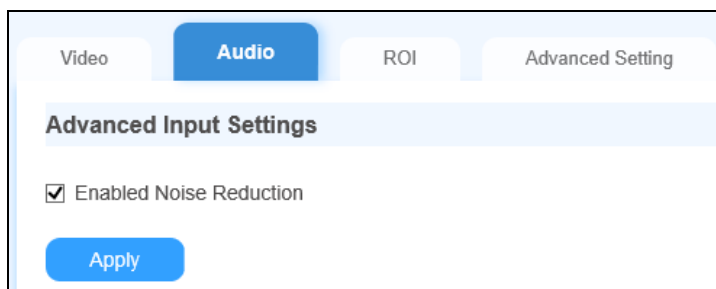 Video Audio ROI Advanced Setting
Advanced Input Settings
Enabled Noise Reduction
Apply